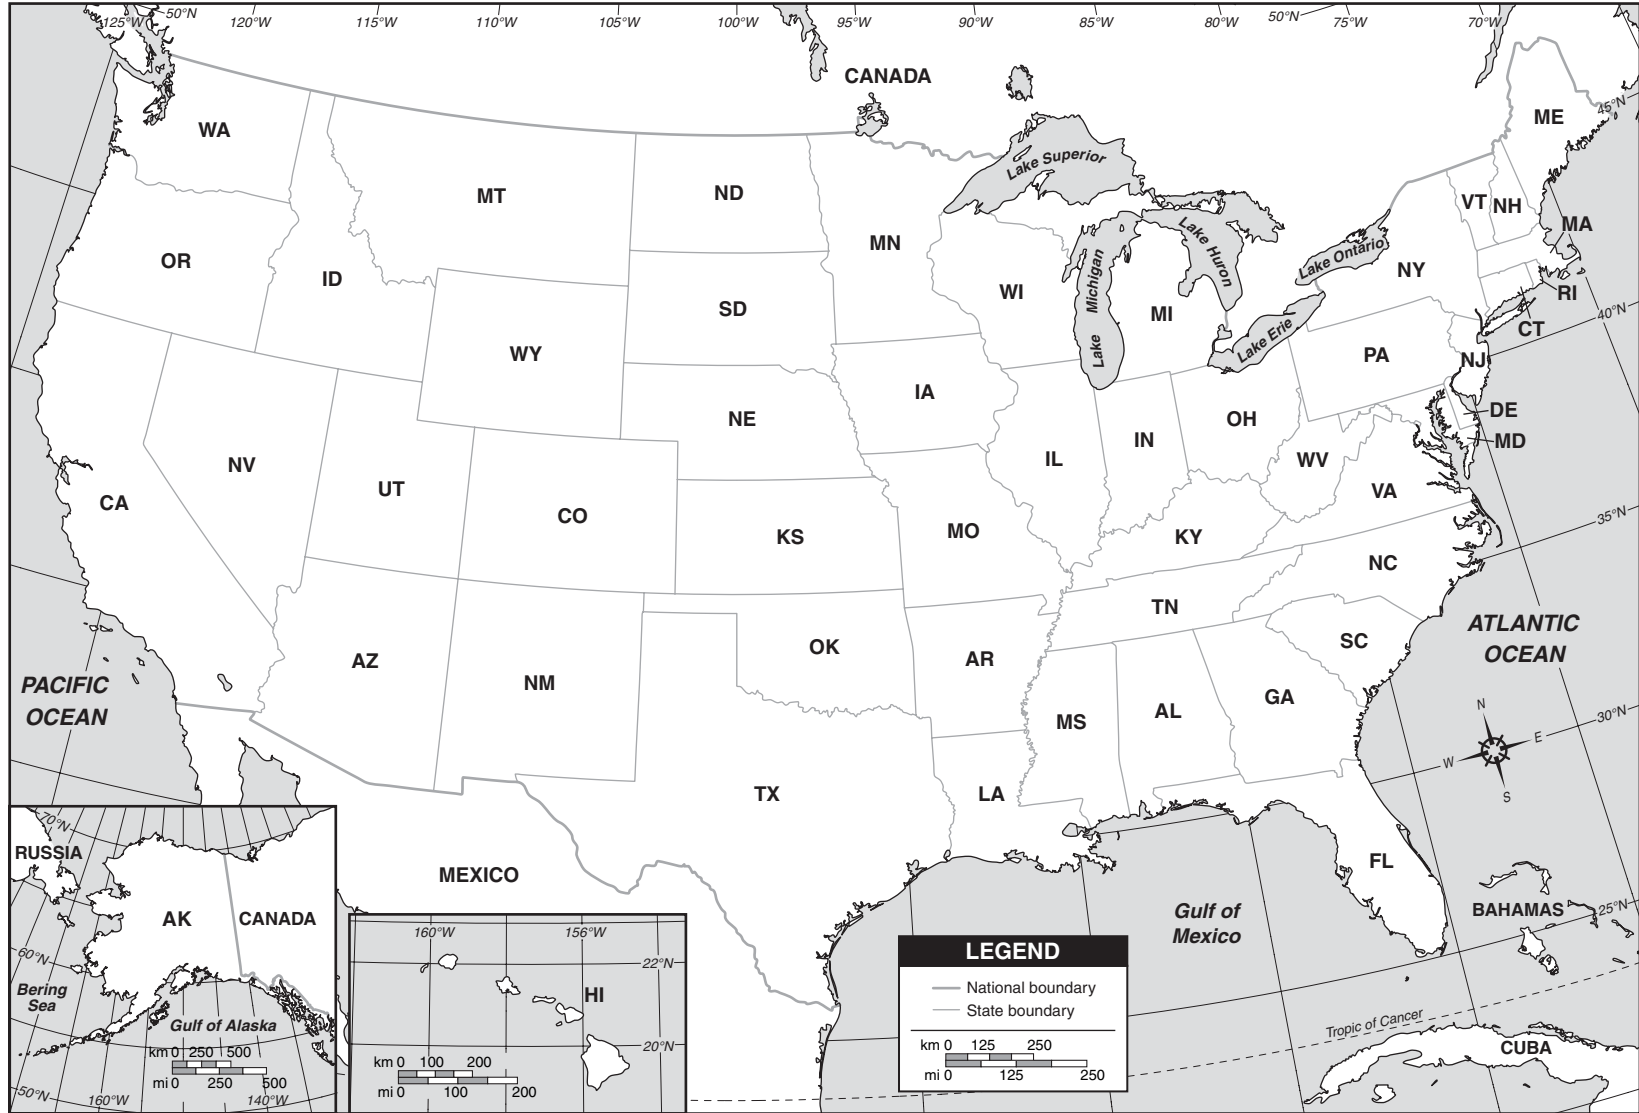 125°W
50°N
120°W
115°W
110°W
105°W
100°W
95°W
90°W
85°W
80°W
50°N
75°W
70°W
CANADA
45°N
ME
WA
MT
ND
Lake Superior
VT
NH
MA
OR
ID
MN
Lake Huron
Lake Ontario
NY
WI
Lake Michigan
MI
RI
SD
40°N
CT
Lake Erie
WY
PA
NJ
IA
NE
OH
DE
MD
IN
IL
WV
NV
UT
CA
VA
CO
KS
MO
KY
35°N
NC
TN
ATLANTIC
OCEAN
OK
AR
SC
AZ
NM
PACIFIC
OCEAN
MS
AL
GA
N
30°N
E
W
S
TX
LA
70°N
RUSSIA
MEXICO
FL
AK
CANADA
BAHAMAS
25°N
Gulf of
Mexico
160°W
156°W
22°N
LEGEND
60°N
Bering
Sea
HI
National boundary
State boundary
Gulf of Alaska
Tropic of Cancer
km 0 250 500
mi 0 250 500
20°N
km 0 100 200
mi 0 100 200
km 0 125 250
mi 0 125 250
CUBA
50°N
160°W
140°W